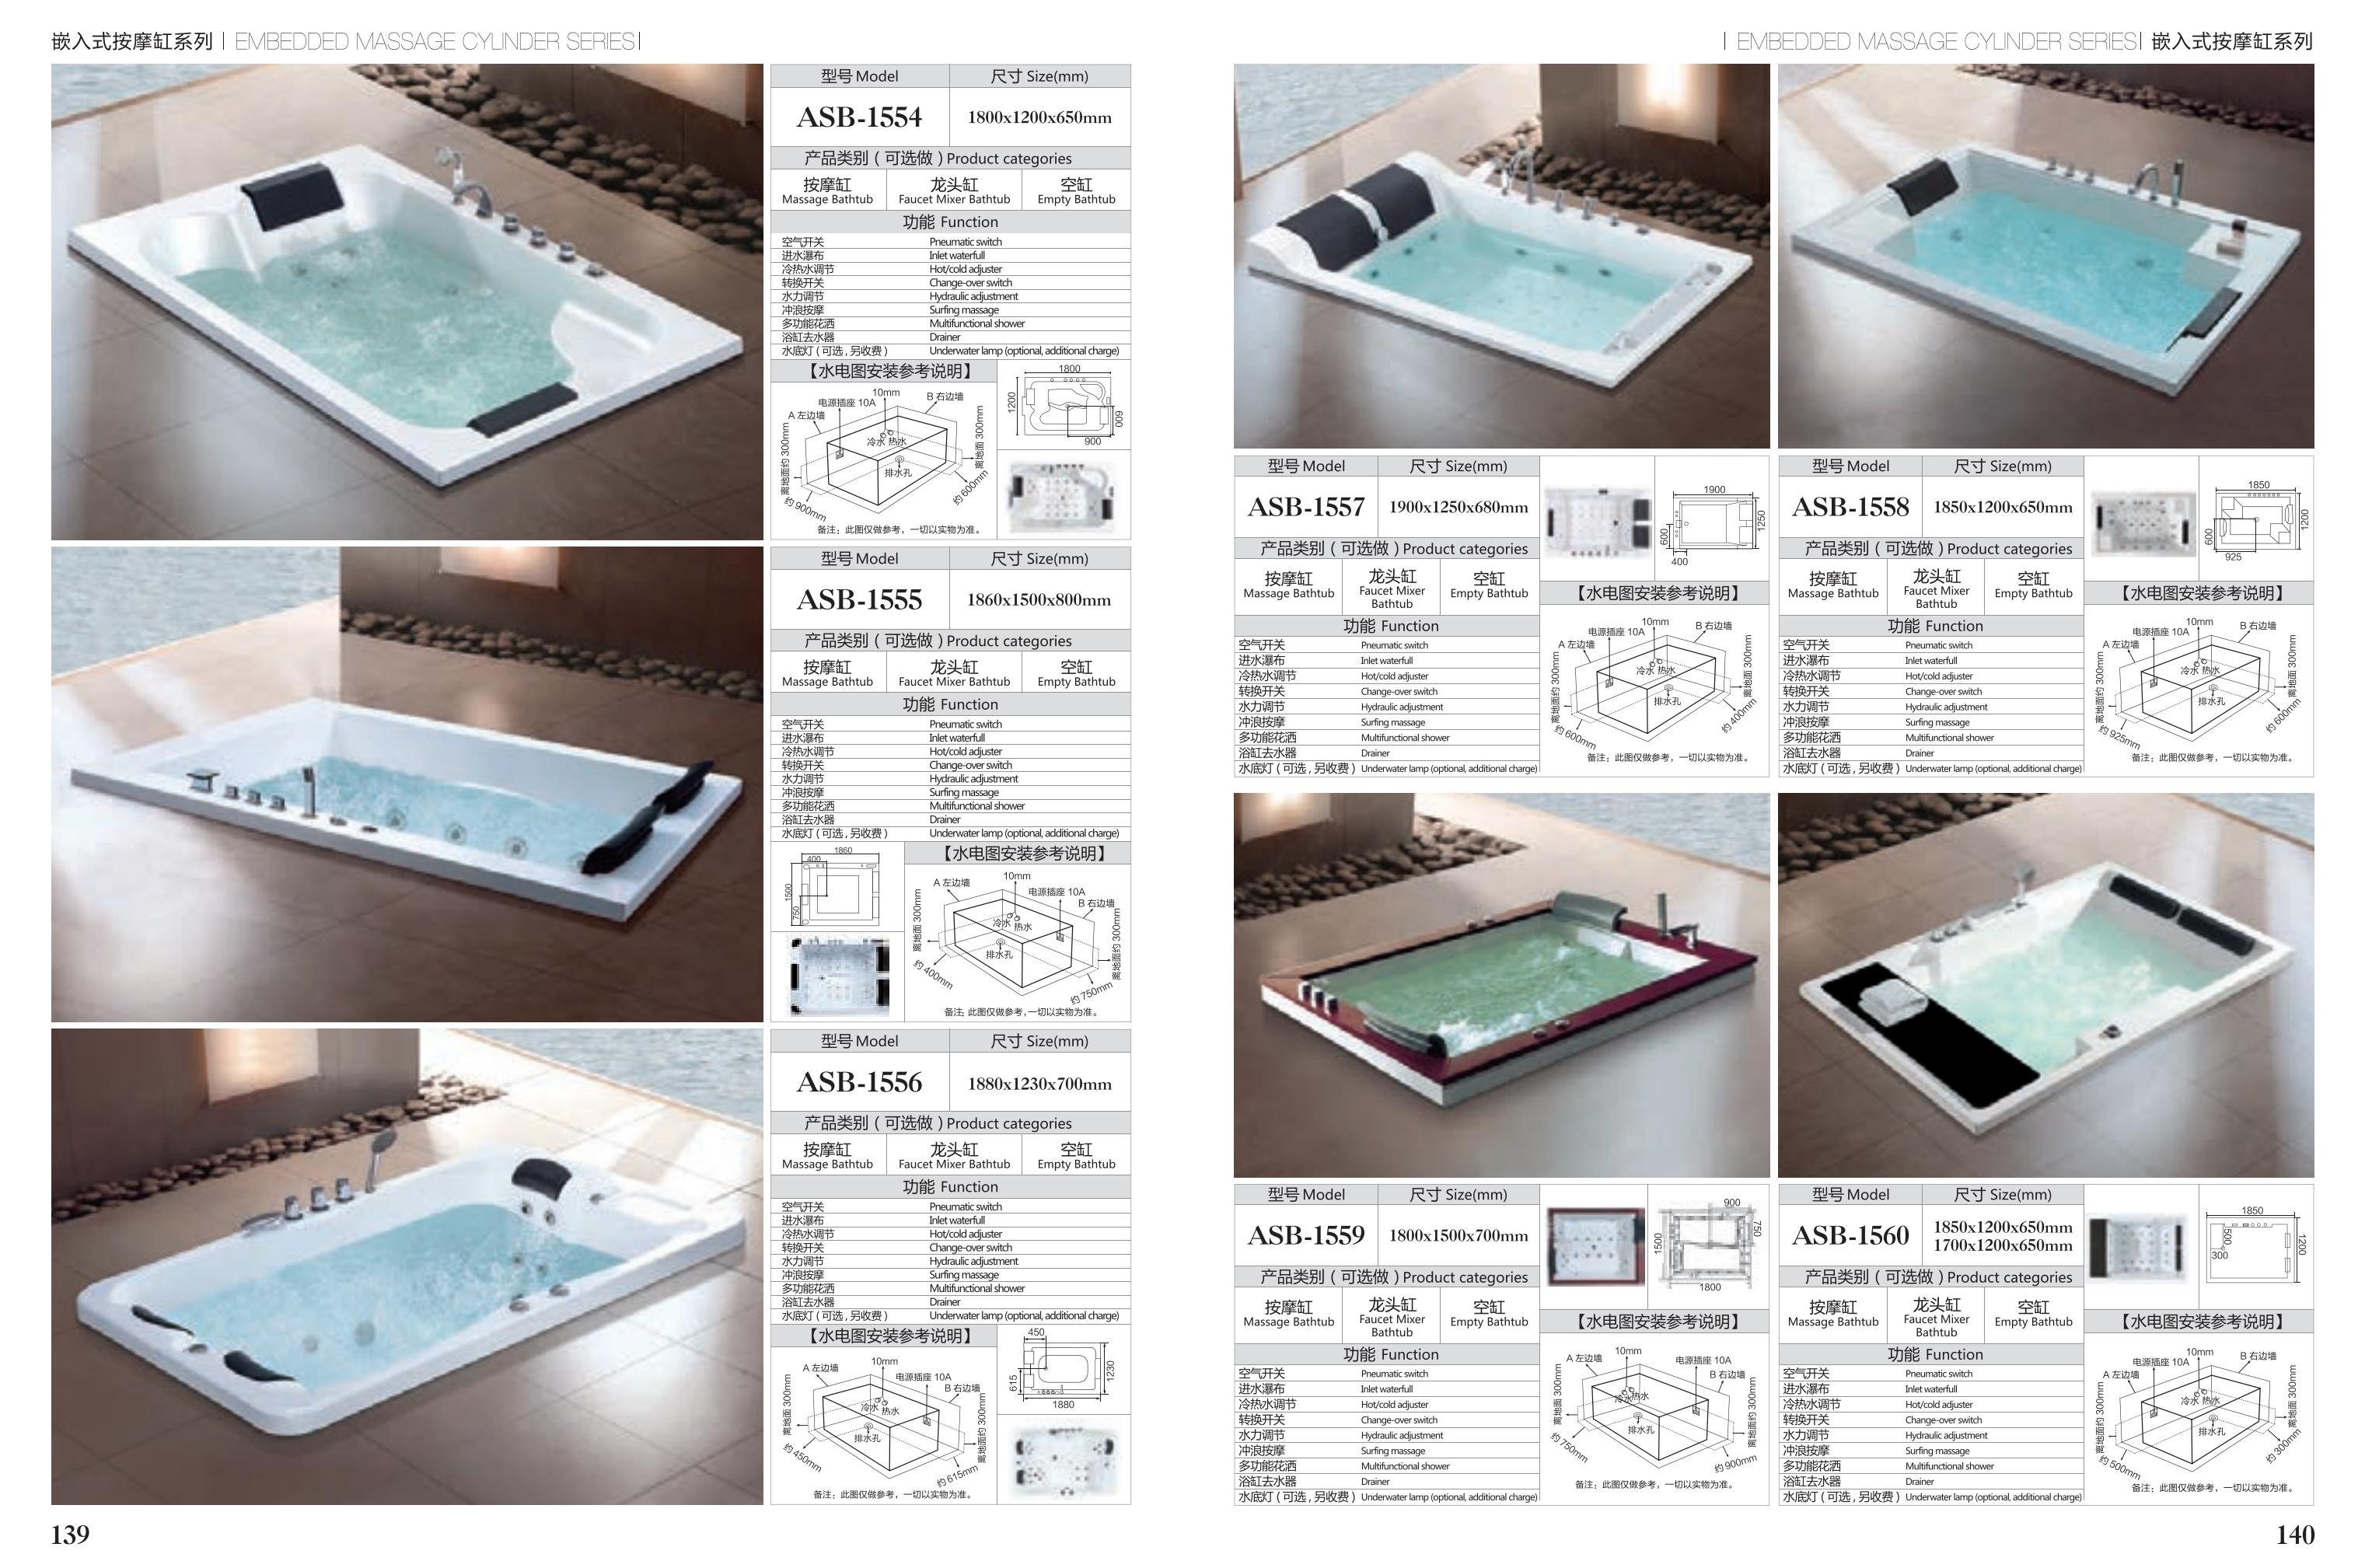 嵌入式按摩缸系列 | EMBEDDED MASSAGE CYLINDER SERIES|
型号 Model
尺寸 Size(mm)
ASB-1554
1800x1200x650mm
产品类别 ( 可选做 ) Product categories
按摩缸
Massage Bathtub
龙头缸
Faucet Mixer Bathtub
空缸
Empty Bathtub
功能 Function
空气开关 Pneumatic switch
进水瀑布 Inlet waterfull
冷热水调节 Hot/cold adjuster
转换开关 Change-over switch
水力调节 Hydraulic adjustment
冲浪按摩 Surfing massage
多功能花洒 Multifunctional shower
浴缸去水器 Drainer
水底灯 ( 可选 , 另收费 ) Underwater lamp (optional, additional charge)
【水电图安装参考说明】
10mm
电源插座 10A
A 左边墙
B 右边墙
离地面约 300mm
离地面 300mm
冷水 热水
排水孔
约 900mm
约 600mm
备注：此图仅做参考，一切以实物为准。
1800
1200
600
900
型号 Model
尺寸 Size(mm)
ASB-1555
1860x1500x800mm
产品类别 ( 可选做 ) Product categories
按摩缸
Massage Bathtub
龙头缸
Faucet Mixer Bathtub
空缸
Empty Bathtub
功能 Function
空气开关 Pneumatic switch
进水瀑布 Inlet waterfull
冷热水调节 Hot/cold adjuster
转换开关 Change-over switch
水力调节 Hydraulic adjustment
冲浪按摩 Surfing massage
多功能花洒 Multifunctional shower
浴缸去水器 Drainer
水底灯 ( 可选 , 另收费 ) Underwater lamp (optional, additional charge)
1860
400
1500
750
【水电图安装参考说明】
10mm
A 左边墙
电源插座 10A
B 右边墙
离地面 300mm
离地面约 300mm
冷水 热水
排水孔
约 400mm
约 750mm
备注：此图仅做参考，一切以实物为准。
型号 Model
尺寸 Size(mm)
ASB-1556
1880x1230x700mm
产品类别 ( 可选做 ) Product categories
按摩缸
Massage Bathtub
龙头缸
Faucet Mixer Bathtub
空缸
Empty Bathtub
功能 Function
空气开关 Pneumatic switch
进水瀑布 Inlet waterfull
冷热水调节 Hot/cold adjuster
转换开关 Change-over switch
水力调节 Hydraulic adjustment
冲浪按摩 Surfing massage
多功能花洒 Multifunctional shower
浴缸去水器 Drainer
水底灯 ( 可选 , 另收费 ) Underwater lamp (optional, additional charge)
【水电图安装参考说明】
10mm
A 左边墙
电源插座 10A
B 右边墙
离地面 300mm
离地面约 300mm
冷水 热水
排水孔
约 450mm
约 615mm
备注：此图仅做参考，一切以实物为准。
450
615
1230
1880
139
| EMBEDDED MASSAGE CYLINDER SERIES| 嵌入式按摩缸系列
型号 Model
尺寸 Size(mm)
ASB-1557
1900x1250x680mm
产品类别 ( 可选做 ) Product categories
按摩缸
Massage Bathtub
龙头缸
Faucet Mixer
Bathtub
空缸
Empty Bathtub
功能 Function
空气开关 Pneumatic switch
进水瀑布 Inlet waterfull
冷热水调节 Hot/cold adjuster
转换开关 Change-over switch
水力调节 Hydraulic adjustment
冲浪按摩 Surfing massage
多功能花洒 Multifunctional shower
浴缸去水器 Drainer
水底灯 ( 可选 , 另收费 ) Underwater lamp (optional, additional charge)
1900
1250
600
400
【水电图安装参考说明】
10mm
电源插座 10A
A 左边墙
B 右边墙
离地面约 300mm
离地面 300mm
冷水 热水
排水孔
约 600mm
约 400mm
备注：此图仅做参考，一切以实物为准。
型号 Model
尺寸 Size(mm)
ASB-1558
1850x1200x650mm
产品类别 ( 可选做 ) Product categories
按摩缸
Massage Bathtub
龙头缸
Faucet Mixer
Bathtub
空缸
Empty Bathtub
功能 Function
空气开关 Pneumatic switch
进水瀑布 Inlet waterfull
冷热水调节 Hot/cold adjuster
转换开关 Change-over switch
水力调节 Hydraulic adjustment
冲浪按摩 Surfing massage
多功能花洒 Multifunctional shower
浴缸去水器 Drainer
水底灯 ( 可选 , 另收费 ) Underwater lamp (optional, additional charge)
1850
1200
600
925
【水电图安装参考说明】
10mm
电源插座 10A
A 左边墙
B 右边墙
离地面约 300mm
离地面 300mm
冷水 热水
排水孔
约 925mm
约 600mm
备注：此图仅做参考，一切以实物为准。
型号 Model
尺寸 Size(mm)
ASB-1559
1800x1500x700mm
产品类别 ( 可选做 ) Product categories
按摩缸
Massage Bathtub
龙头缸
Faucet Mixer
Bathtub
空缸
Empty Bathtub
功能 Function
空气开关 Pneumatic switch
进水瀑布 Inlet waterfull
冷热水调节 Hot/cold adjuster
转换开关 Change-over switch
水力调节 Hydraulic adjustment
冲浪按摩 Surfing massage
多功能花洒 Multifunctional shower
浴缸去水器 Drainer
水底灯 ( 可选 , 另收费 ) Underwater lamp (optional, additional charge)
900
750
1500
1800
【水电图安装参考说明】
10mm
A 左边墙
电源插座 10A
B 右边墙
离地面 300mm
离地面约 300mm
冷水 热水
排水孔
约 750mm
约 900mm
备注：此图仅做参考，一切以实物为准。
型号 Model
尺寸 Size(mm)
ASB-1560
1850x1200x650mm
1700x1200x650mm
产品类别 ( 可选做 ) Product categories
按摩缸
Massage Bathtub
龙头缸
Faucet Mixer
Bathtub
空缸
Empty Bathtub
功能 Function
空气开关 Pneumatic switch
进水瀑布 Inlet waterfull
冷热水调节 Hot/cold adjuster
转换开关 Change-over switch
水力调节 Hydraulic adjustment
冲浪按摩 Surfing massage
多功能花洒 Multifunctional shower
浴缸去水器 Drainer
水底灯 ( 可选 , 另收费 ) Underwater lamp (optional, additional charge)
1850
500
300
1200
【水电图安装参考说明】
10mm
电源插座 10A
A 左边墙
B 右边墙
离地面约 300mm
离地面 300mm
冷水 热水
排水孔
约 500mm
约 300mm
备注：此图仅做参考，一切以实物为准。
140